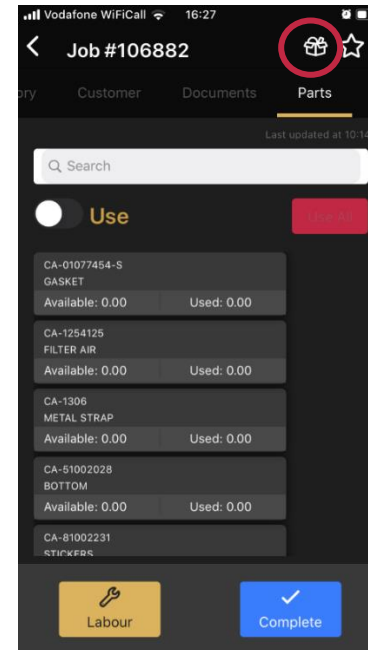 Vodafone WiFiCall 16:27
Job #106882
ory Customer Documents Parts
Last updated at 10:14
Search
Use Use All
CA-01077454-S
GASKET
Available: 0.00 Used: 0.00
CA-1254125
FILTER AIR
Available: 0.00 Used: 0.00
CA-1306
METAL STRAP
Available: 0.00 Used: 0.00
CA-51002028
BOTTOM
Available: 0.00 Used: 0.00
CA-81002231
STICKERS
Labour Complete